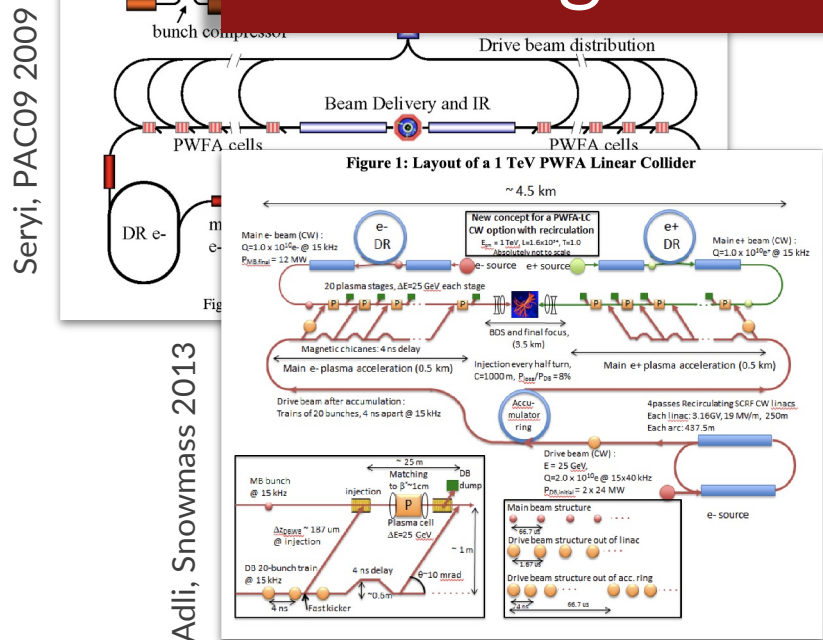 Seryi, PAC09 2009
bunch compressor
Drive beam distribution
Beam Delivery and IR
PWFA cells
PWFA cells
DR e-
m
e-
Fig
Adli, Snowmass 2013
Figure 1: Layout of a 1 TeV PWFA Linear Collider
~ 4.5 km
New concept for a PWFA-LC
CW option with recirculation
Absolutely not to scale
e-
DR
e+
DR
Main e- beam (CW) :
Q=1.0 x 10¹⁰e- @ 15 kHz
P_MB,final = 12 MW
e- source
e+ source
Main e+ beam (CW) :
Q=1.0 x 10¹⁰e⁺ @ 15 kHz
20 plasma stages, ΔE=25 GeV each stage
P P P P P
P P P P
BDS and final focus,
(3.5 km)
Magnetic chicanes: 4 ns delay
Main e- plasma acceleration (0.5 km)
Injection every half turn,
C=1000 m, P_loss/P_DB = 8%
Main e+ plasma acceleration (0.5 km)
Drive beam after accumulation :
Trains of 20 bunches, 4 ns apart @ 15 kHz
Accu-
mulator
ring
4passes Recirculating SCRF CW linacs
Each linac: 3.16GV, 19 MV/m, 250m
Each arc: 437.5m
Drive beam (CW) :
E = 25 GeV,
Q=2.0 x 10¹⁰e @ 15x40 kHz
P_DB,initial = 2 x 24 MW
e- source
~ 25 m
MB bunch
@ 15 kHz
injection
Matching
to β~1cm
DB
dump
P
Plasma cell
ΔE=25 GeV
Δz_DB,WB ~ 187 um
@ injection
~ 1 m
DB 20-bunch train
@ 15 kHz
4 ns delay
θ~10 mrad
~0.6m
4 ns
Fast kicker
Main beam structure
66.7 us
Drive beam structure out of linac
1.67 us
Drive beam structure out of acc. ring
4 ns
66.7 us